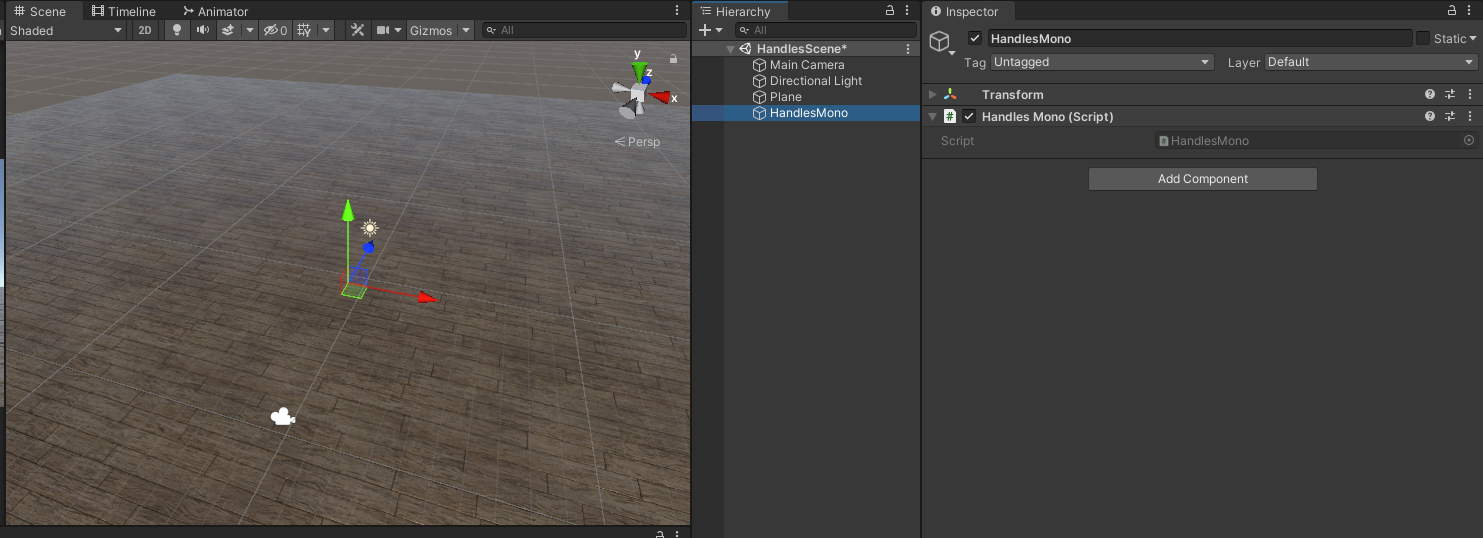 Scene Timeline Animator
Shaded 2D 0 Gizmos All
y
z
x
Persp
Hierarchy
All
HandlesScene*
Main Camera
Directional Light
Plane
HandlesMono
Inspector
HandlesMono Static
Tag Untagged Layer Default
Transform
# Handles Mono (Script)
Script HandlesMono
Add Component